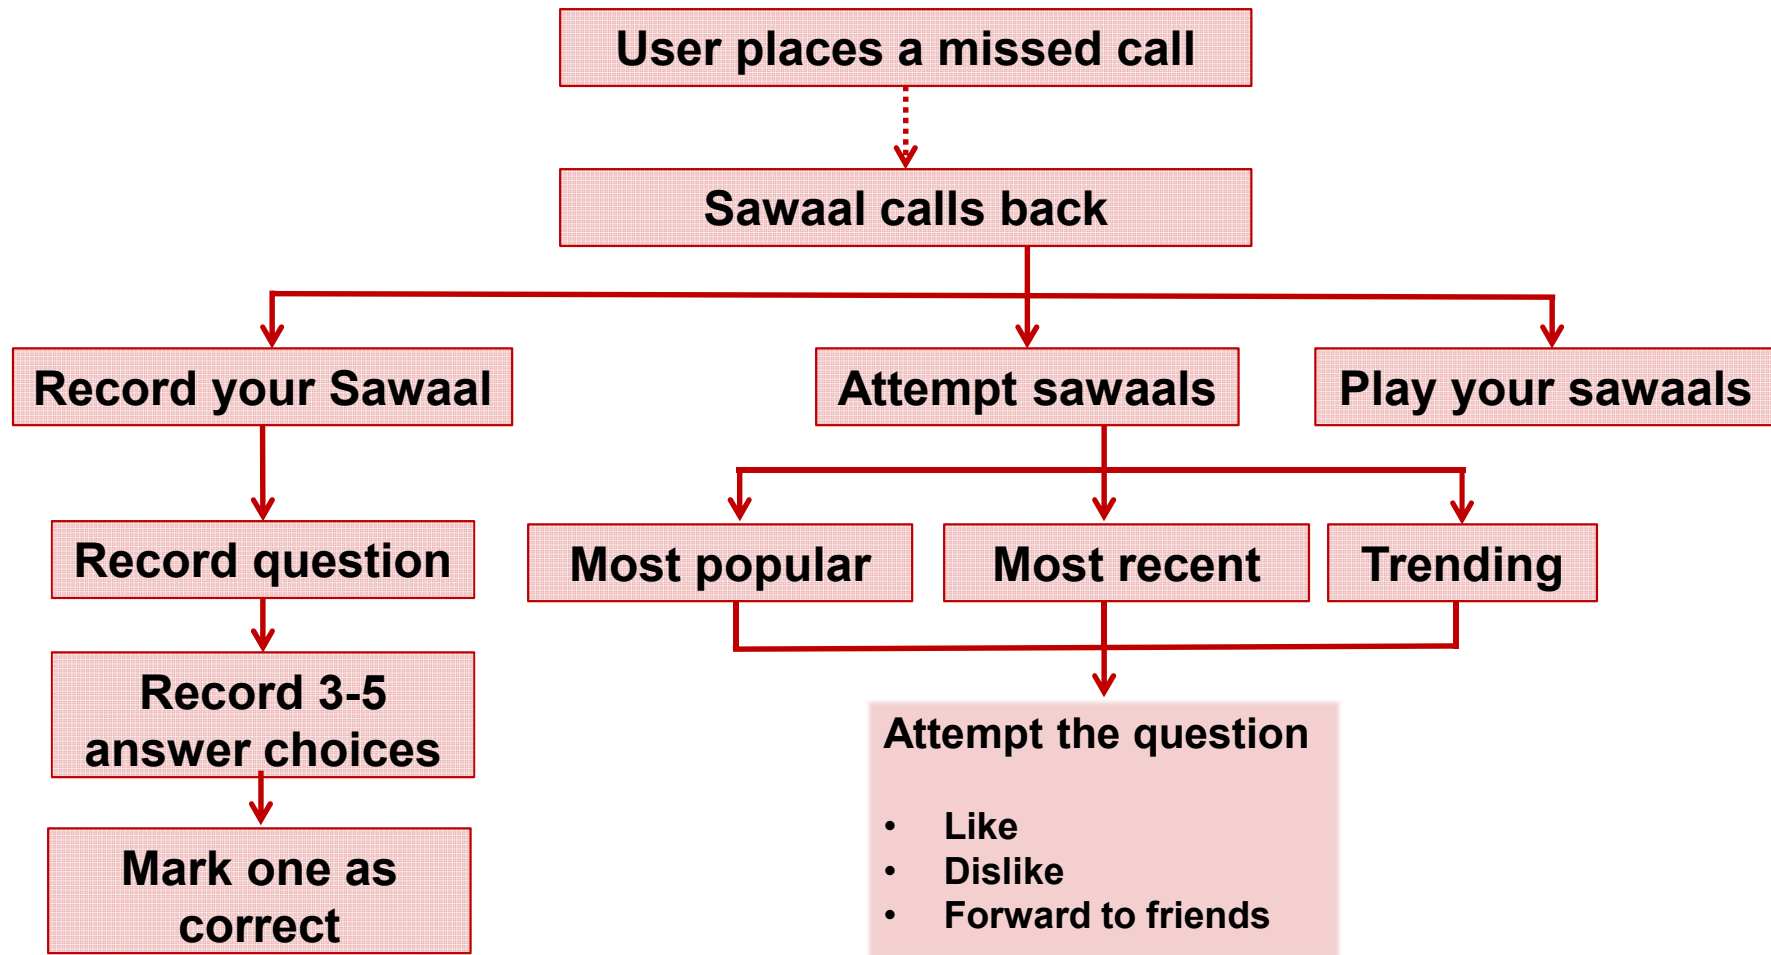 User places a missed call
Sawaal calls back
Record your Sawaal
Attempt sawaals
Play your sawaals
Record question
Most popular
Most recent
Trending
Record 3-5
answer choices
Mark one as
correct
Attempt the question
• Like
• Dislike
• Forward to friends